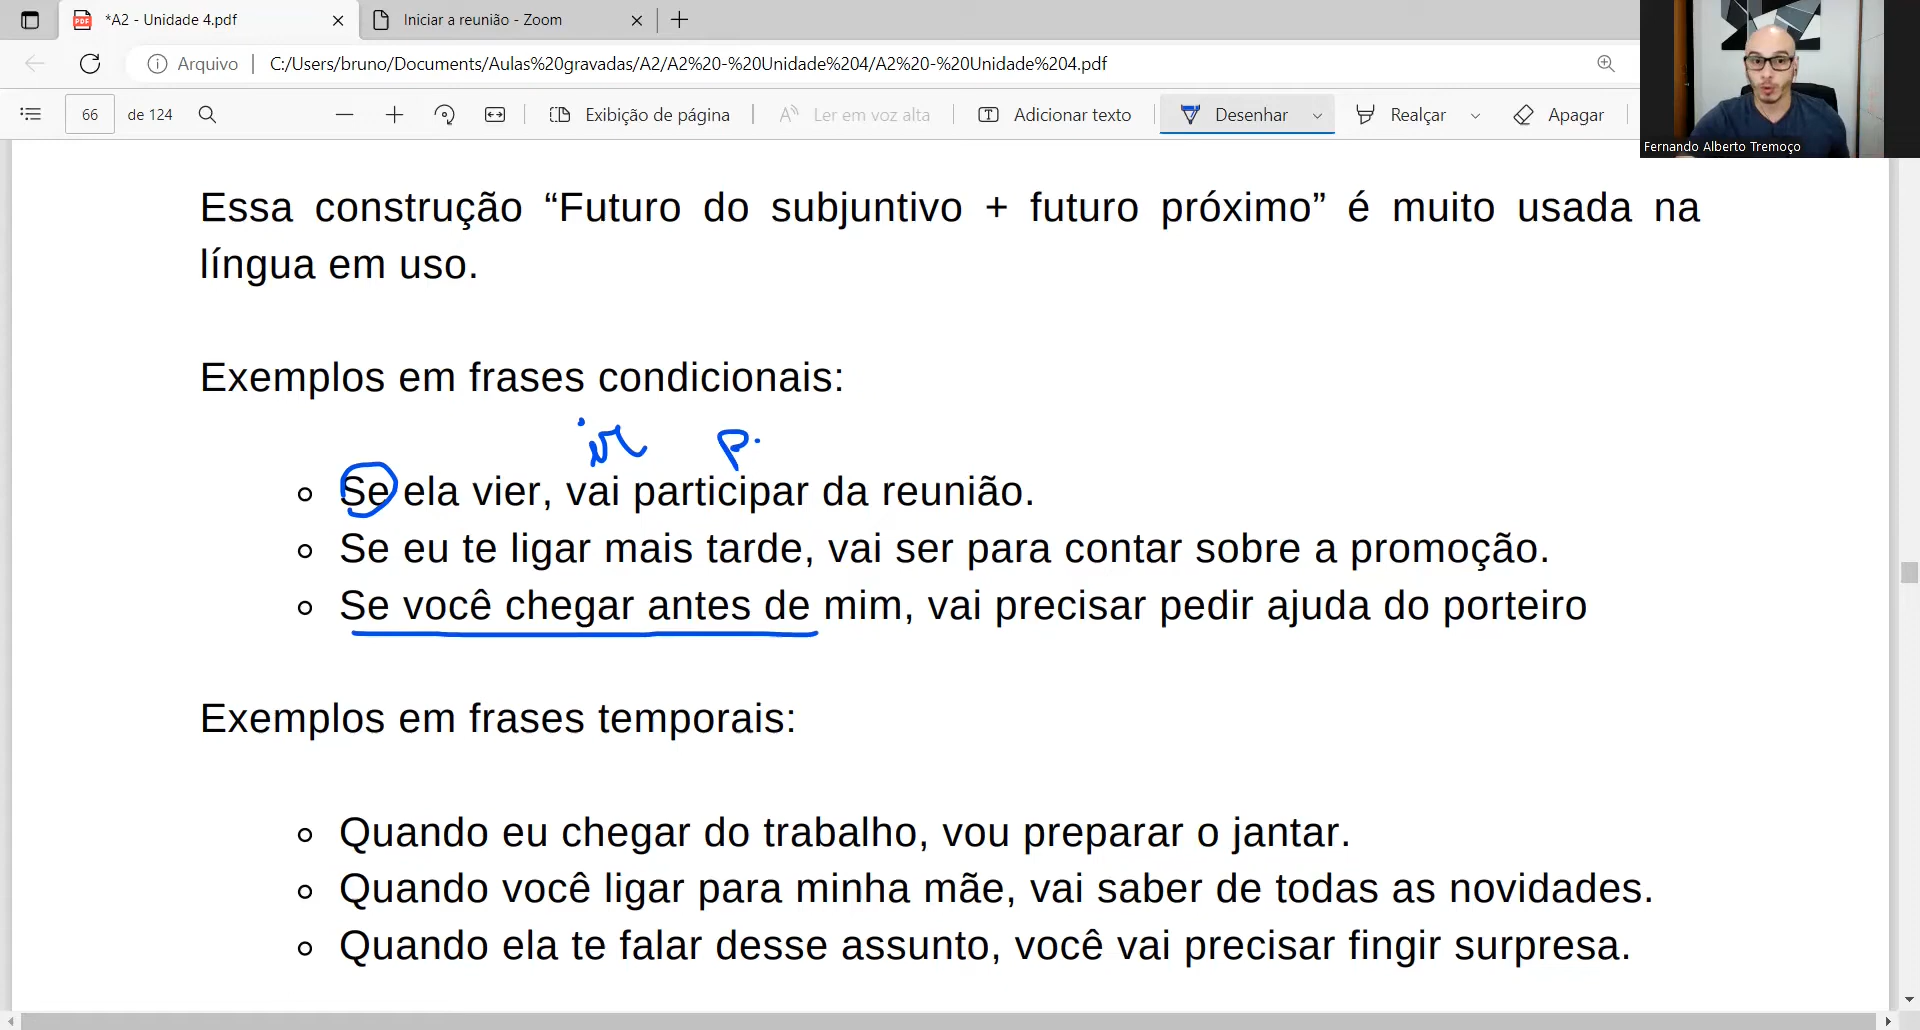 *A2 - Unidade 4.pdf
Iniciar a reunião - Zoom
Arquivo
C:/Users/bruno/Documents/Aulas%20gravadas/A2/A2%20-%20Unidade%204/A2%20-%20Unidade%204.pdf
66 de 124
Exibição de página
Ler em voz alta
Adicionar texto
Desenhar
Realçar
Apagar
Fernando Alberto Tremoço
Essa construção “Futuro do subjuntivo + futuro próximo” é muito usada na
língua em uso.
Exemplos em frases condicionais:
ir P.
Se ela vier, vai participar da reunião.
Se eu te ligar mais tarde, vai ser para contar sobre a promoção.
Se você chegar antes de mim, vai precisar pedir ajuda do porteiro
Exemplos em frases temporais:
Quando eu chegar do trabalho, vou preparar o jantar.
Quando você ligar para minha mãe, vai saber de todas as novidades.
Quando ela te falar desse assunto, você vai precisar fingir surpresa.